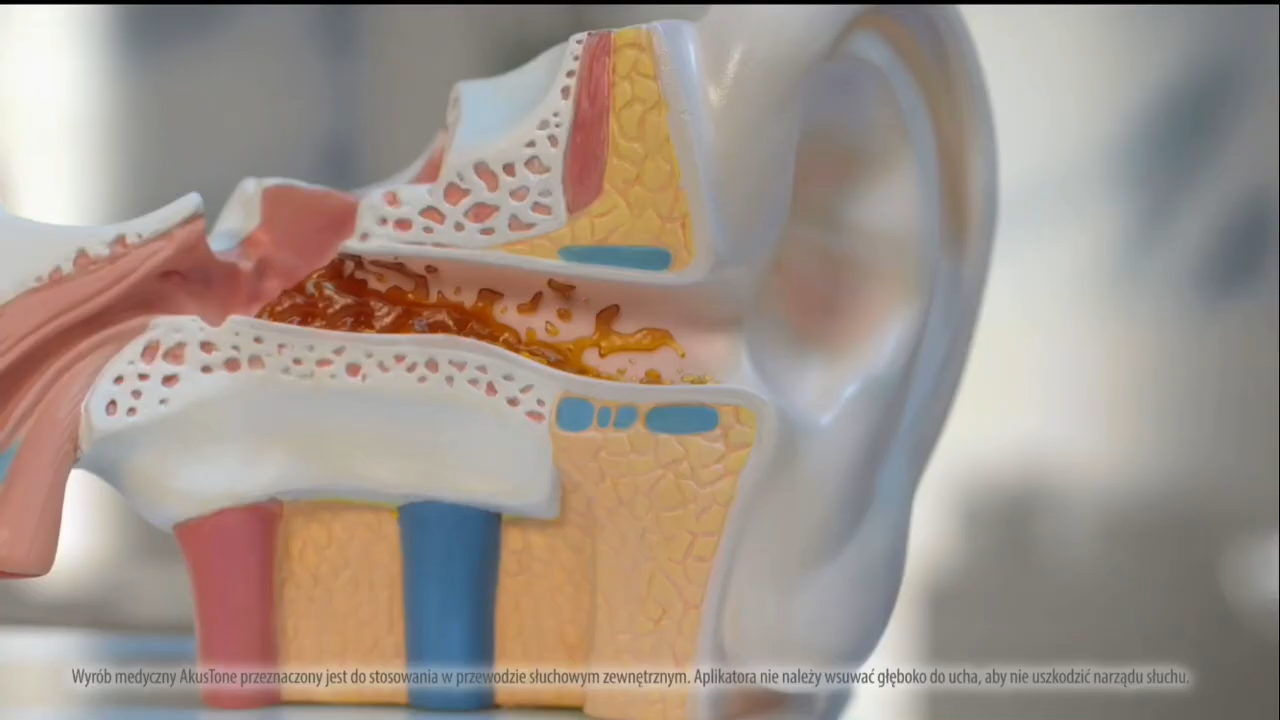 Wyrób medyczny AkusTone przeznaczony jest do stosowania w przewodzie słuchowym zewnętrznym. Aplikatora nie należy wsuwać głęboko do ucha, aby nie uszkodzić narządu słuchu.